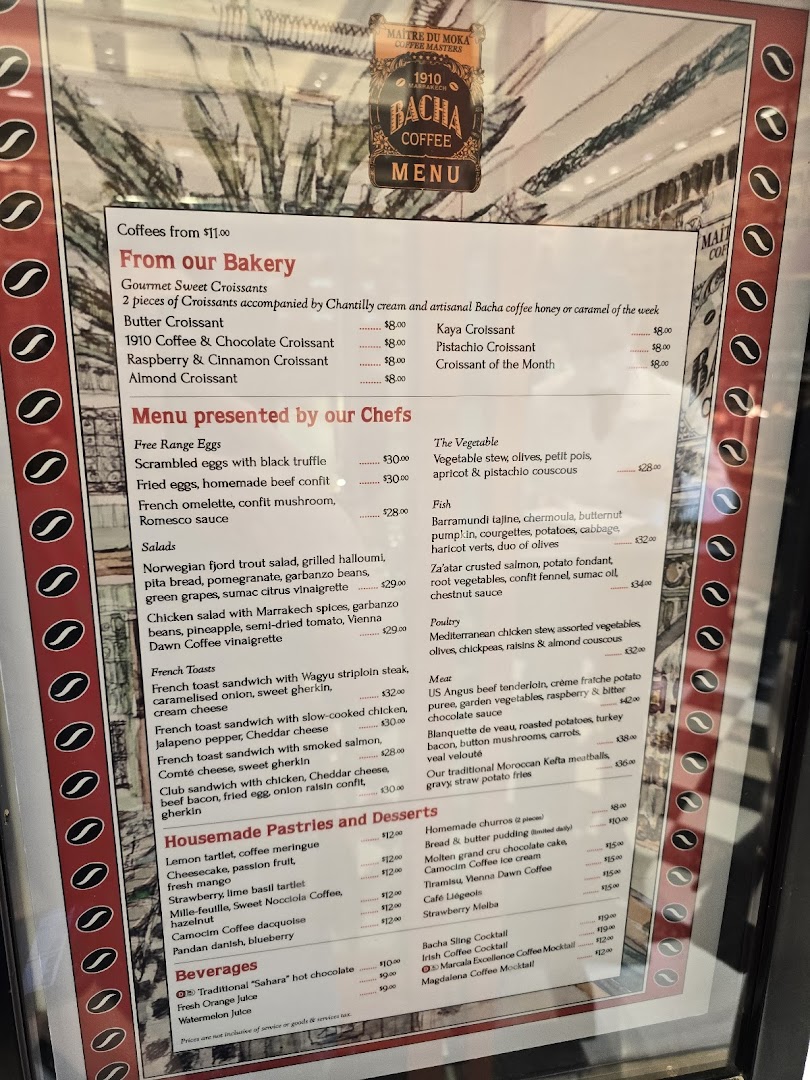 MAÎTRE DU MOKA
COFFEE MASTERS
1910
MARRAKECH
BACHA
COFFEE
MENU
Coffees from $11.00
From our Bakery
Gourmet Sweet Croissants
2 pieces of Croissants accompanied by Chantilly cream and artisanal Bacha coffee honey or caramel of the week
Butter Croissant ........ $8.00
1910 Coffee & Chocolate Croissant ........ $8.00
Raspberry & Cinnamon Croissant ........ $8.00
Almond Croissant ........ $8.00
Kaya Croissant ........ $8.00
Pistachio Croissant ........ $8.00
Croissant of the Month ........ $8.00
Menu presented by our Chefs
Free Range Eggs
Scrambled eggs with black truffle ........ $30.00
Fried eggs, homemade beef confit ........ $30.00
French omelette, confit mushroom,
Romesco sauce ........ $28.00
Salads
Norwegian fjord trout salad, grilled halloumi,
pita bread, pomegranate, garbanzo beans,
green grapes, sumac citrus vinaigrette ........ $29.00
Chicken salad with Marrakech spices, garbanzo
beans, pineapple, semi-dried tomato, Vienna
Dawn Coffee vinaigrette ........ $29.00
French Toasts
French toast sandwich with Wagyu striploin steak,
caramelised onion, sweet gherkin,
cream cheese ........ $32.00
French toast sandwich with slow-cooked chicken,
Jalapeno pepper, Cheddar cheese ........ $30.00
French toast sandwich with smoked salmon,
Comté cheese, sweet gherkin ........ $28.00
Club sandwich with chicken, Cheddar cheese,
beef bacon, fried egg, onion raisin confit,
gherkin ........ $30.00
The Vegetable
Vegetable stew, olives, petit pois,
apricot & pistachio couscous ........ $28.00
Fish
Barramundi tajine, chermoula, butternut
pumpkin, courgettes, potatoes, cabbage,
haricot verts, duo of olives ........ $32.00
Za'atar crusted salmon, potato fondant,
root vegetables, confit fennel, sumac oil,
chestnut sauce ........ $34.00
Poultry
Mediterranean chicken stew, assorted vegetables,
olives, chickpeas, raisins & almond couscous
........ $32.00
Meat
US Angus beef tenderloin, crème fraîche potato
puree, garden vegetables, raspberry & bitter
chocolate sauce ........ $42.00
Blanquette de veau, roasted potatoes, turkey
bacon, button mushrooms, carrots,
veal velouté ........ $38.00
Our traditional Moroccan Kefta meatballs,
gravy, straw potato fries ........ $36.00
Housemade Pastries and Desserts
Lemon tartlet, coffee meringue ........ $12.00
Cheesecake, passion fruit,
fresh mango ........ $12.00
Strawberry, lime basil tartlet ........ $12.00
Mille-feuille, Sweet Nocciola Coffee,
hazelnut ........ $12.00
Camocim Coffee dacquoise ........ $12.00
Pandan danish, blueberry ........ $12.00
Homemade churros (2 pieces) ........ $8.00
Bread & butter pudding (limited daily) ........ $10.00
Molten grand cru chocolate cake,
Camocim Coffee ice cream ........ $15.00
Tiramisu, Vienna Dawn Coffee ........ $15.00
Café Liégeois ........ $15.00
Strawberry Melba ........ $15.00
Beverages
Traditional "Sahara" hot chocolate ........ $10.00
Fresh Orange Juice ........ $9.00
Watermelon Juice ........ $9.00
Bacha Sling Cocktail ........ $19.00
Irish Coffee Cocktail ........ $19.00
Marcala Excellence Coffee Mocktail ........ $12.00
Magdalena Coffee Mocktail ........ $12.00
Prices are not inclusive of service or goods & services tax.